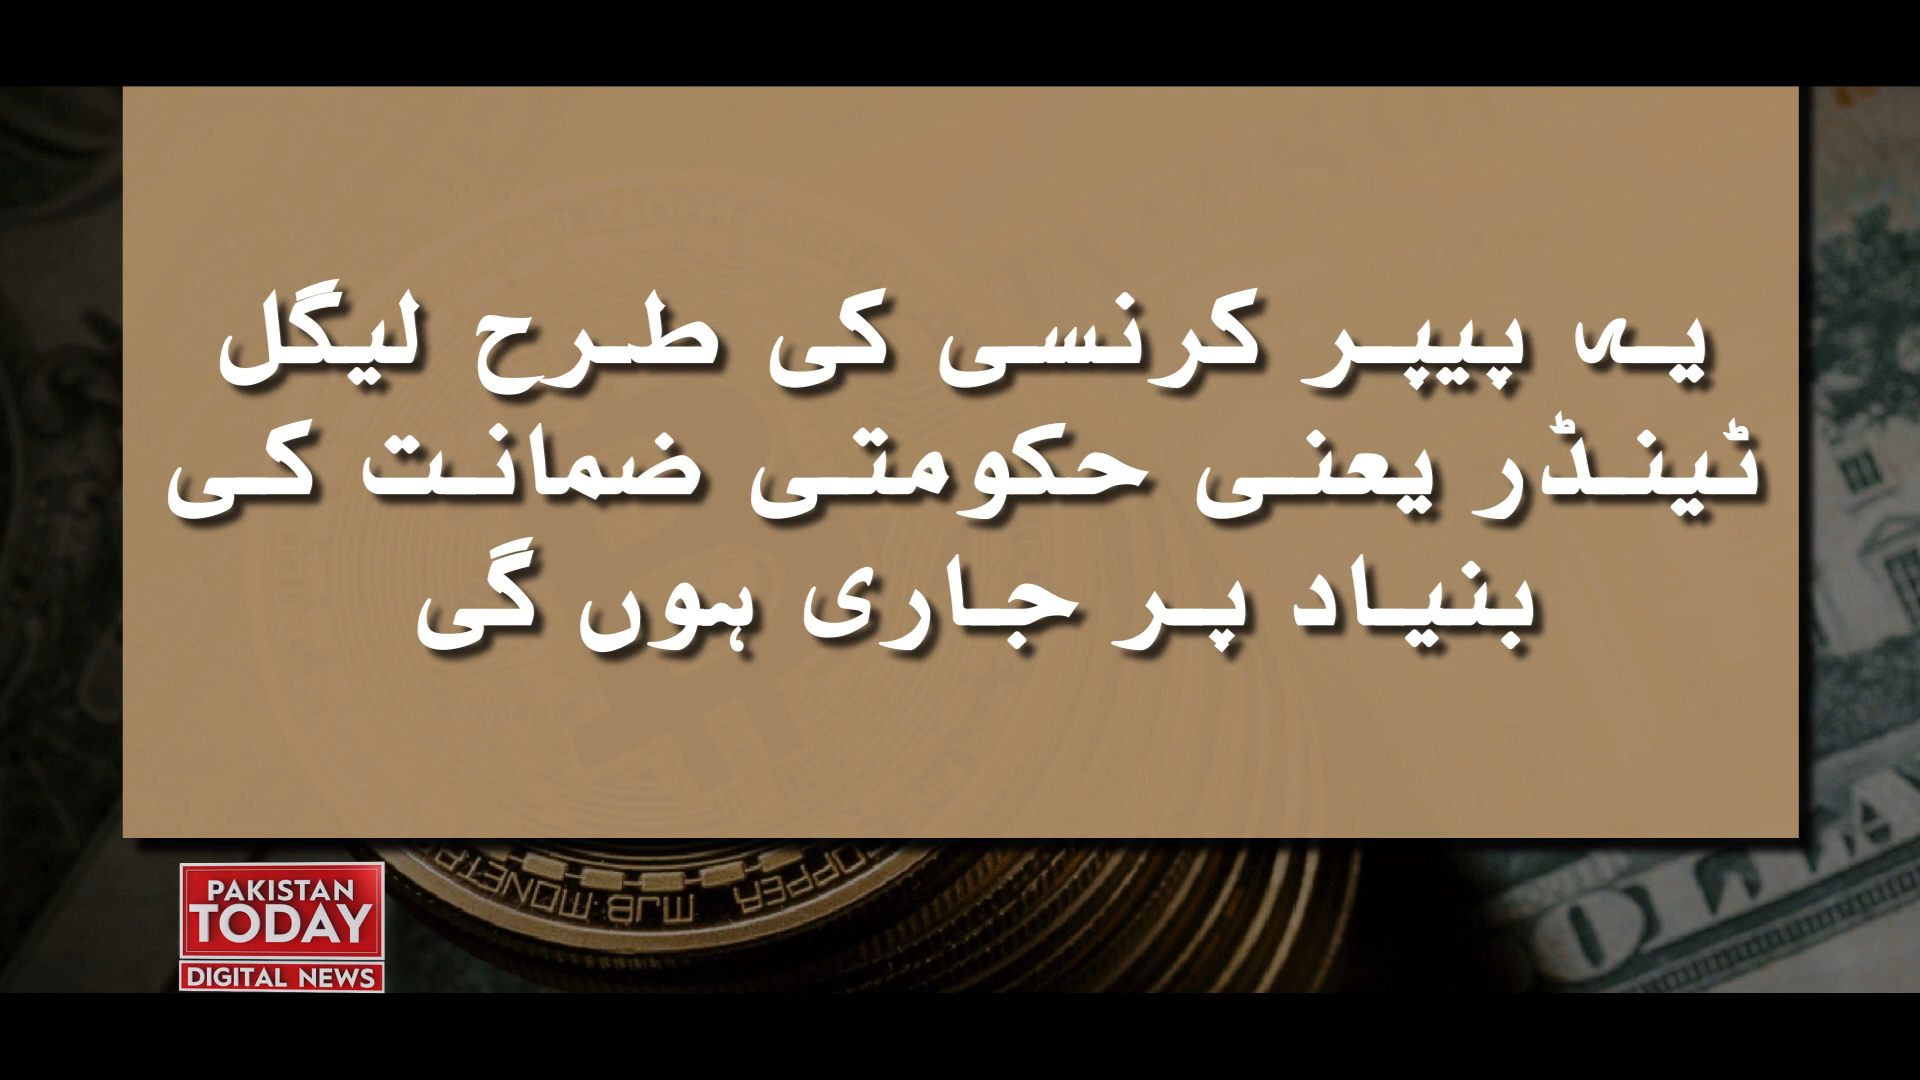 یہ پیپر کرنسی کی طرح لیگل
ٹینڈر یعنی حکومتی ضمانت کی
بنیاد پر جاری ہوں گی
PAKISTAN
TODAY
DIGITAL NEWS